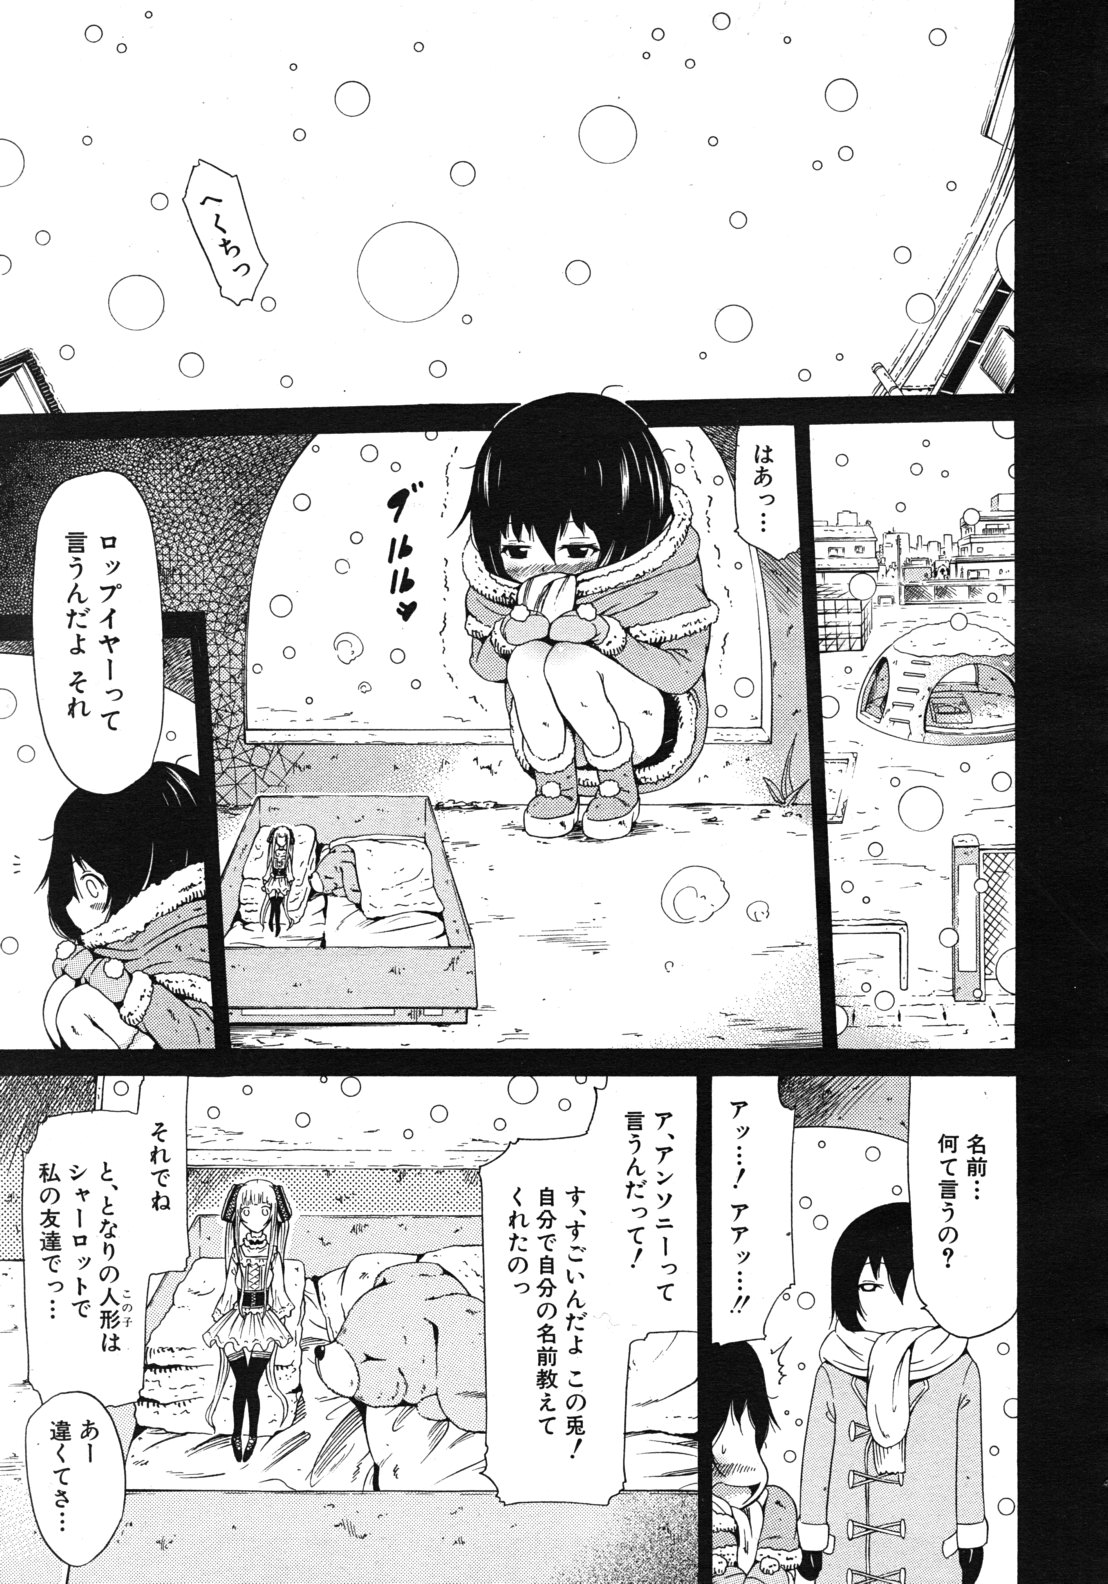 へくちっ
はあっ…
ブルルル♥
ロップイヤーって
言うんだよ それ
名前…
何て言うの?
アッ…! アアッ…!!
ア、アンソニーって
言うんだって!
す、すごいんだよ この兎!
自分で自分の名前教えて
くれたのっ
それでね
と、となりの人形は
この子
シャーロットで
私の友達でっ…
あー
違くてさ…